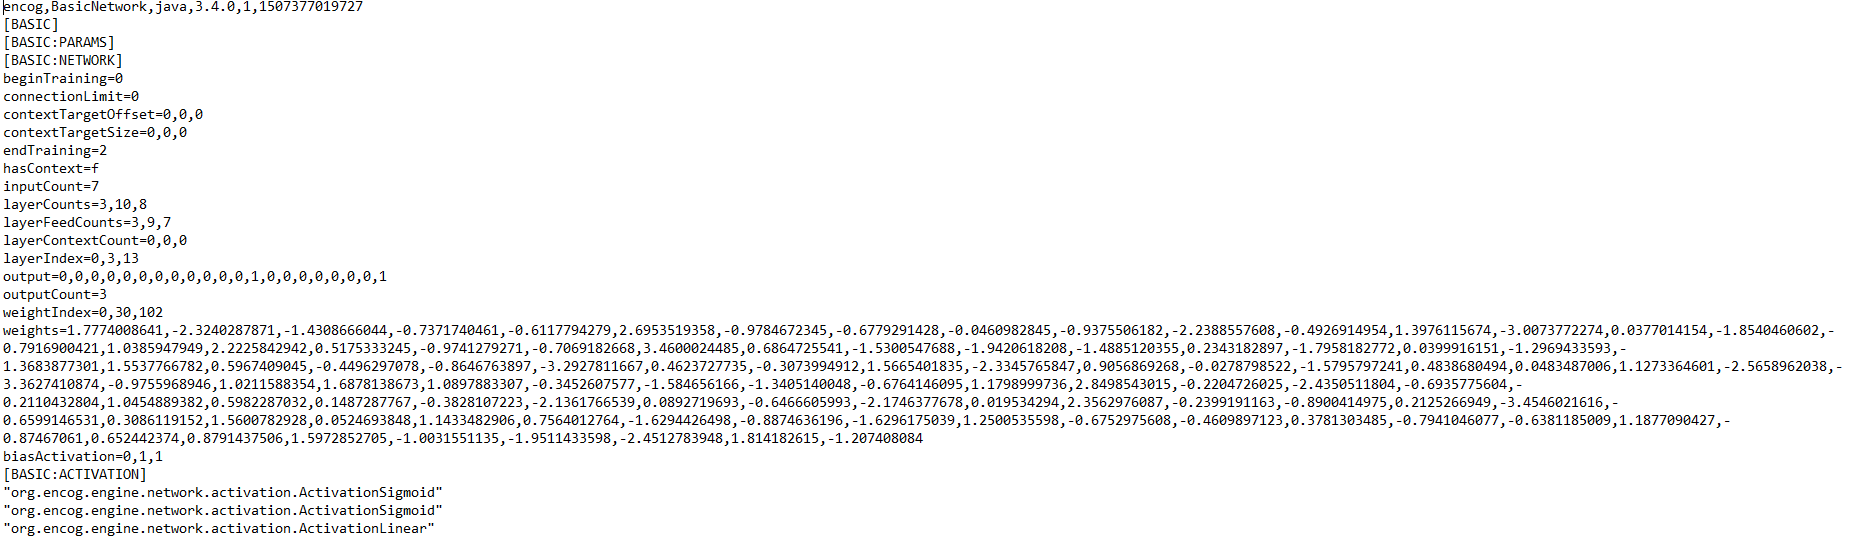 encog,BasicNetwork,java,3.4.0,1,1507377019727
[BASIC]
[BASIC:PARAMS]
[BASIC:NETWORK]
beginTraining=0
connectionLimit=0
contextTargetOffset=0,0,0
contextTargetSize=0,0,0
endTraining=2
hasContext=f
inputCount=7
layerCounts=3,10,8
layerFeedCounts=3,9,7
layerContextCount=0,0,0
layerIndex=0,3,13
output=0,0,0,0,0,0,0,0,0,0,0,0,1,0,0,0,0,0,0,0,1
outputCount=3
weightIndex=0,30,102
weights=1.7774008641,-2.3240287871,-1.4308666044,-0.7371740461,-0.6117794279,2.6953519358,-0.9784672345,-0.6779291428,-0.0460982845,-0.9375506182,-2.2388557608,-0.4926914954,1.3976115674,-3.0073772274,0.0377014154,-1.8540460602,-
0.7916900421,1.0385947949,2.2225842942,0.5175333245,-0.9741279271,-0.7069182668,3.4600024485,0.6864725541,-1.5300547688,-1.9420618208,-1.4885120355,0.2343182897,-1.7958182772,0.0399916151,-1.2969433593,-
1.3683877301,1.5537766782,0.5967409045,-0.4496297078,-0.8646763897,-3.2927811667,0.4623727735,-0.3073994912,1.5665401835,-2.3345765847,0.9056869268,-0.0278798522,-1.5795797241,0.4838680494,0.0483487006,1.1273364601,-2.5658962038,-
3.3627410874,-0.9755968946,1.0211588354,1.6878138673,1.0897883307,-0.3452607577,-1.584656166,-1.3405140048,-0.6764146095,1.1798999736,2.8498543015,-0.2204726025,-2.4350511804,-0.6935775604,-
0.2110432804,1.0454889382,0.5982287032,0.1487287767,-0.3828107223,-2.1361766539,0.0892719693,-0.6466605993,-2.1746377678,0.019534294,2.3562976087,-0.2399191163,-0.8900414975,0.2125266949,-3.4546021616,-
0.6599146531,0.3086119152,1.5600782928,0.0524693848,1.1433482906,0.7564012764,-1.6294426498,-0.8874636196,-1.6296175039,1.2500535598,-0.6752975608,-0.4609897123,0.3781303485,-0.7941046077,-0.6381185009,1.1877090427,-
0.87467061,0.652442374,0.8791437506,1.5972852705,-1.0031551135,-1.9511433598,-2.4512783948,1.814182615,-1.207408084
biasActivation=0,1,1
[BASIC:ACTIVATION]
"org.encog.engine.network.activation.ActivationSigmoid"
"org.encog.engine.network.activation.ActivationSigmoid"
"org.encog.engine.network.activation.ActivationLinear"